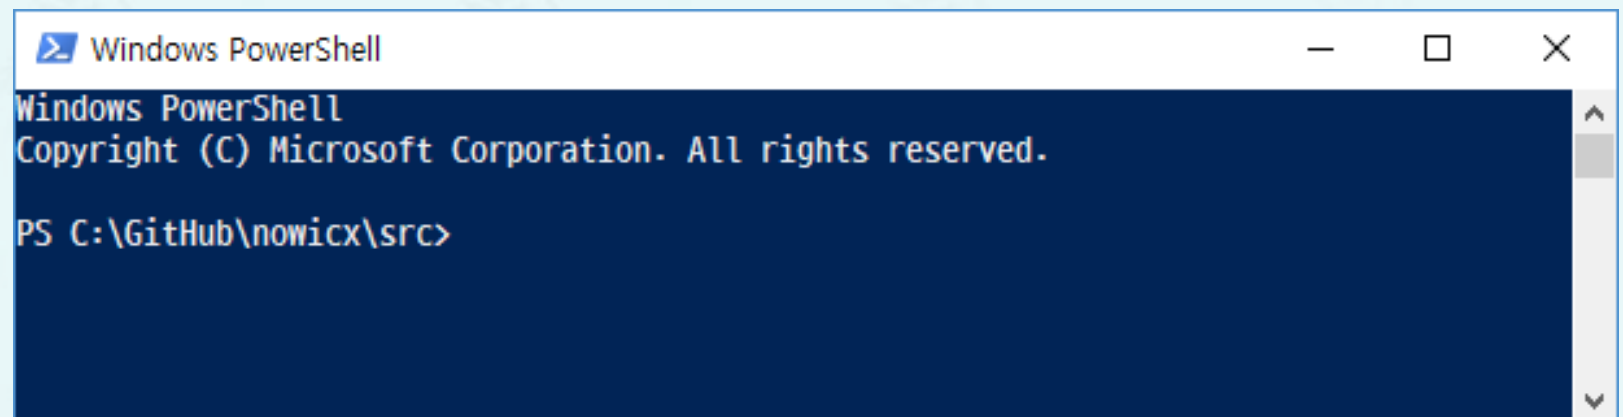 Windows PowerShell
Windows PowerShell
Copyright (C) Microsoft Corporation. All rights reserved.
PS C:\GitHub\nowicx\src>